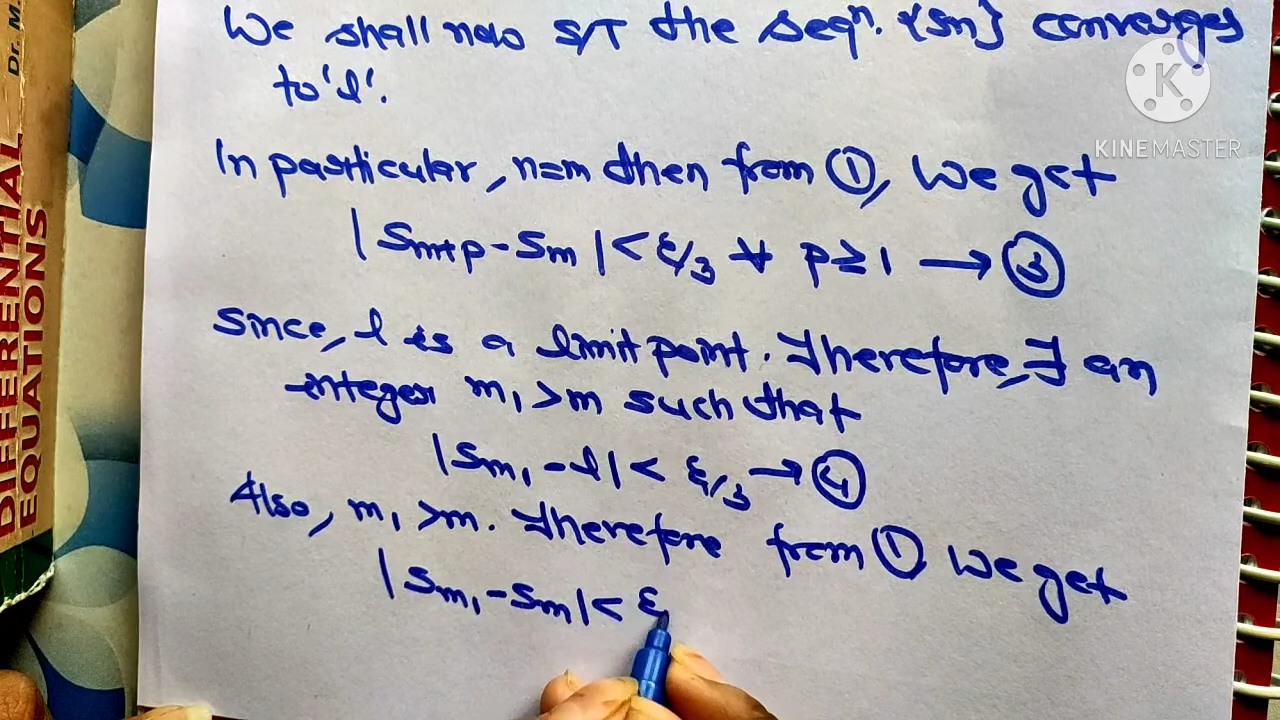 We shall now S/T the seqⁿ. {Sn} converges
to 'l'.
In particular, n=m then from ①, we get
|Sm+p - Sm| < ε/3 ∀ p ≥ 1 → ③
Since, l is a limit point. Therefore, ∃ an
integer m₁ > m such that
|Sm₁ - l| < ε/3 → ④
Also, m₁ > m. Therefore from ①, we get
|Sm₁ - Sm| < ε
DIFFERENTIAL
EQUATIONS
Dr. M.
K
KINEMASTER